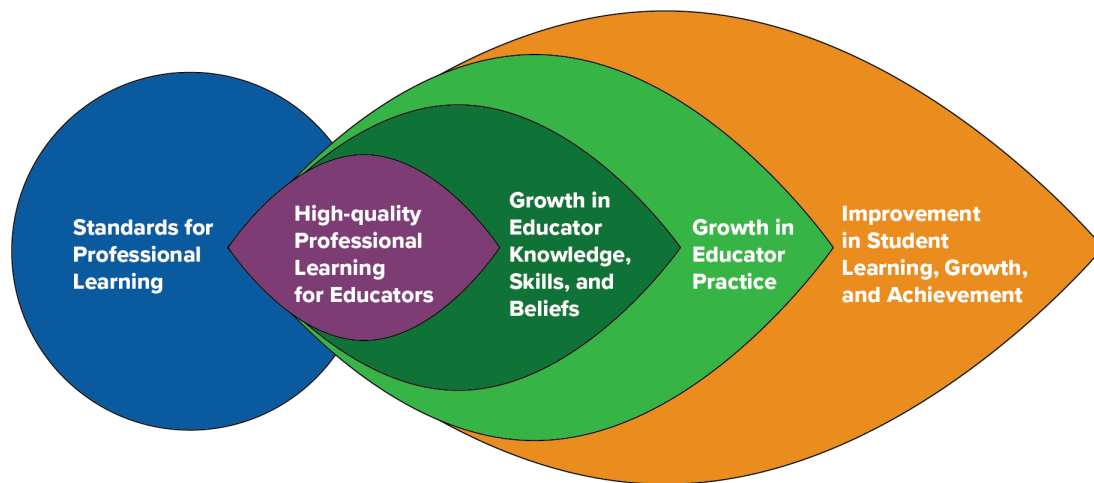 Standards for
Professional
Learning
High-quality
Professional
Learning
for Educators
Growth in
Educator
Knowledge,
Skills, and
Beliefs
Growth in
Educator
Practice
Improvement
in Student
Learning, Growth,
and Achievement